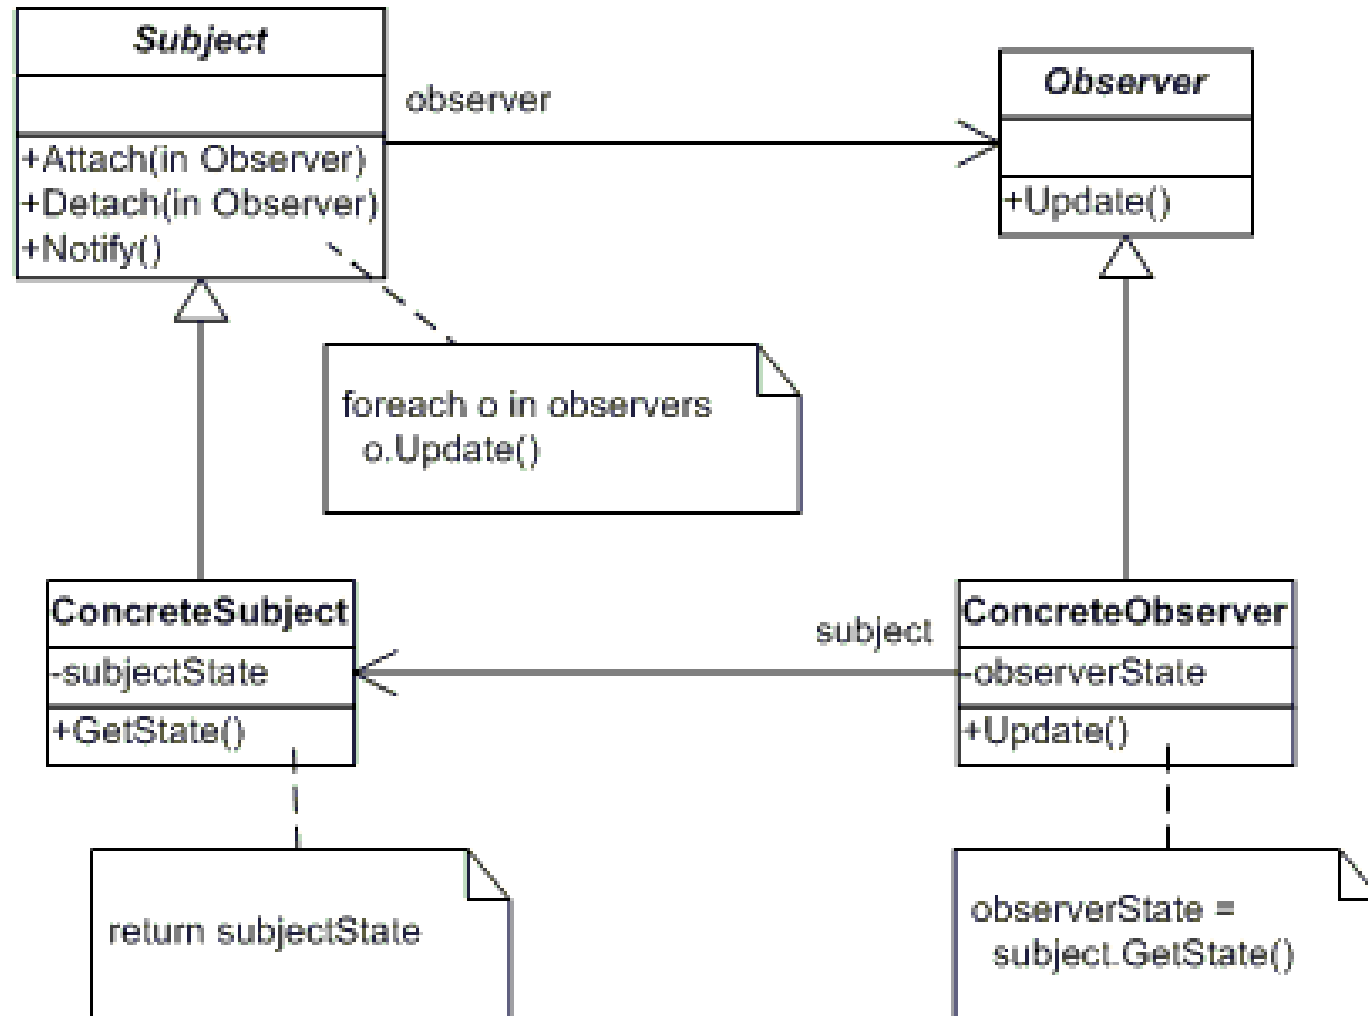 Subject
+Attach(in Observer)
+Detach(in Observer)
+Notify()
observer
Observer
+Update()
foreach o in observers
o.Update()
ConcreteSubject
-subjectState
+GetState()
subject
ConcreteObserver
-observerState
+Update()
return subjectState
observerState =
subject.GetState()